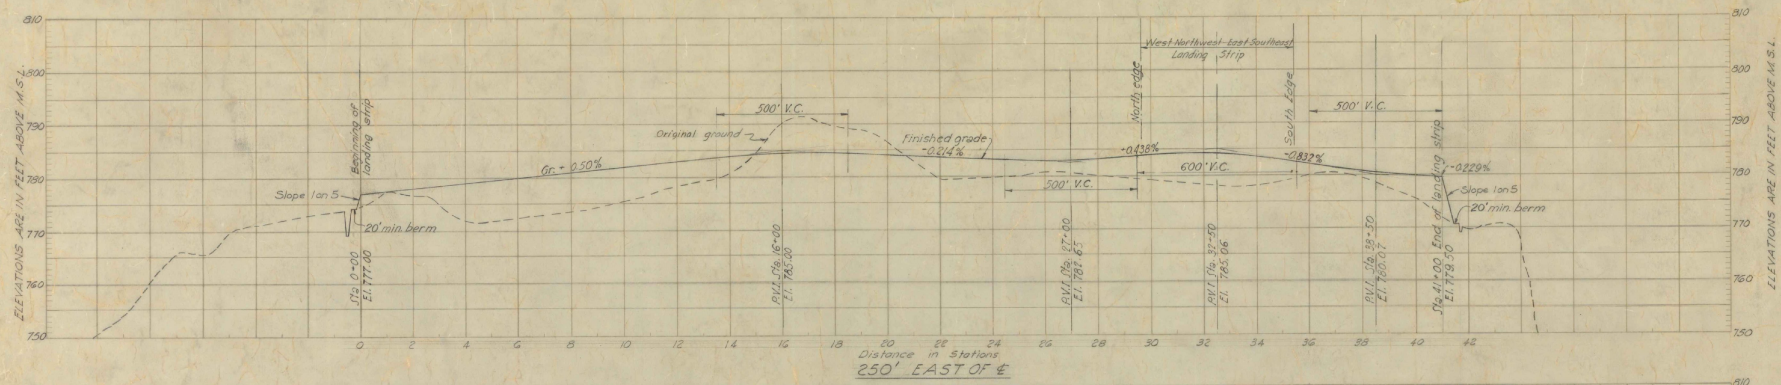 810
800
790
780
770
760
750
ELEVATIONS ARE IN FEET ABOVE M.S.L.
Beginning of
landing strip
Slope 1 on 5
20' min. berm
Sta. 0+00
El. 777.00
Gr. + 0.50%
500' V.C.
Original ground
Finished grade
-0.214%
P.V.I. Sta. 16+00
El. 785.00
500' V.C.
P.V.I. Sta. 27+00
El. 782.65
West-Northwest-East-Southeast
Landing Strip
North edge
South Edge
+0.438%
600' V.C.
-0.832%
P.V.I. Sta. 32+50
El. 785.06
500' V.C.
P.V.I. Sta. 38+50
El. 780.07
-0.229%
Sta. 41+00 End of landing strip
El. 779.50
Slope 1 on 5
20' min. berm
810
800
790
780
770
760
750
ELEVATIONS ARE IN FEET ABOVE M.S.L.
0 2 4 6 8 10 12 14 16 18 20 22 24 26 28 30 32 34 36 38 40 42
Distance in Stations
250' EAST OF ℄
810